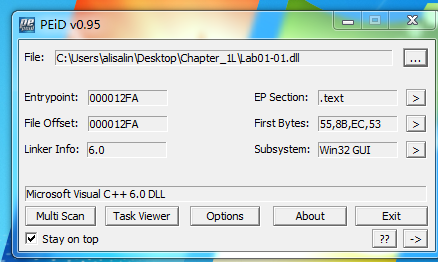 PEiD v0.95
File: C:\Users\alisalin\Desktop\Chapter_1L\Lab01-01.dll ...
Entrypoint: 000012FA EP Section: .text >
File Offset: 000012FA First Bytes: 55,8B,EC,53 >
Linker Info: 6.0 Subsystem: Win32 GUI >
Microsoft Visual C++ 6.0 DLL
Multi Scan Task Viewer Options About Exit
Stay on top ?? ->